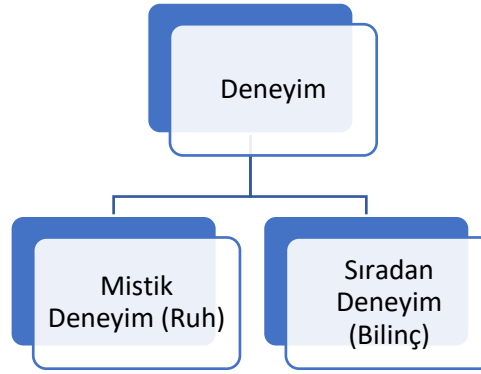 Deneyim
Mistik
Deneyim (Ruh)
Sıradan
Deneyim
(Bilinç)